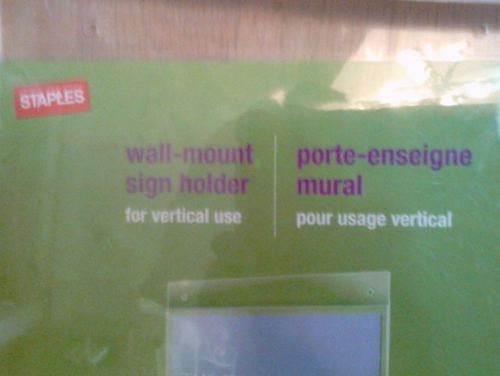 STAPLES
wall-mount
sign holder
for vertical use
porte-enseigne
mural
pour usage vertical